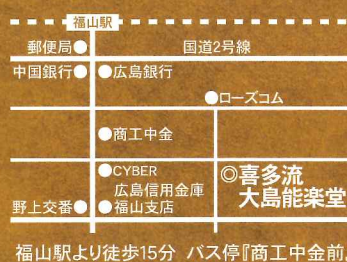 福山駅
郵便局
国道2号線
中国銀行
広島銀行
ローズコム
商工中金
CYBER
広島信用金庫
福山支店
野上交番
◎喜多流
大島能楽堂
福山駅より徒歩15分 バス停『商工中金前』